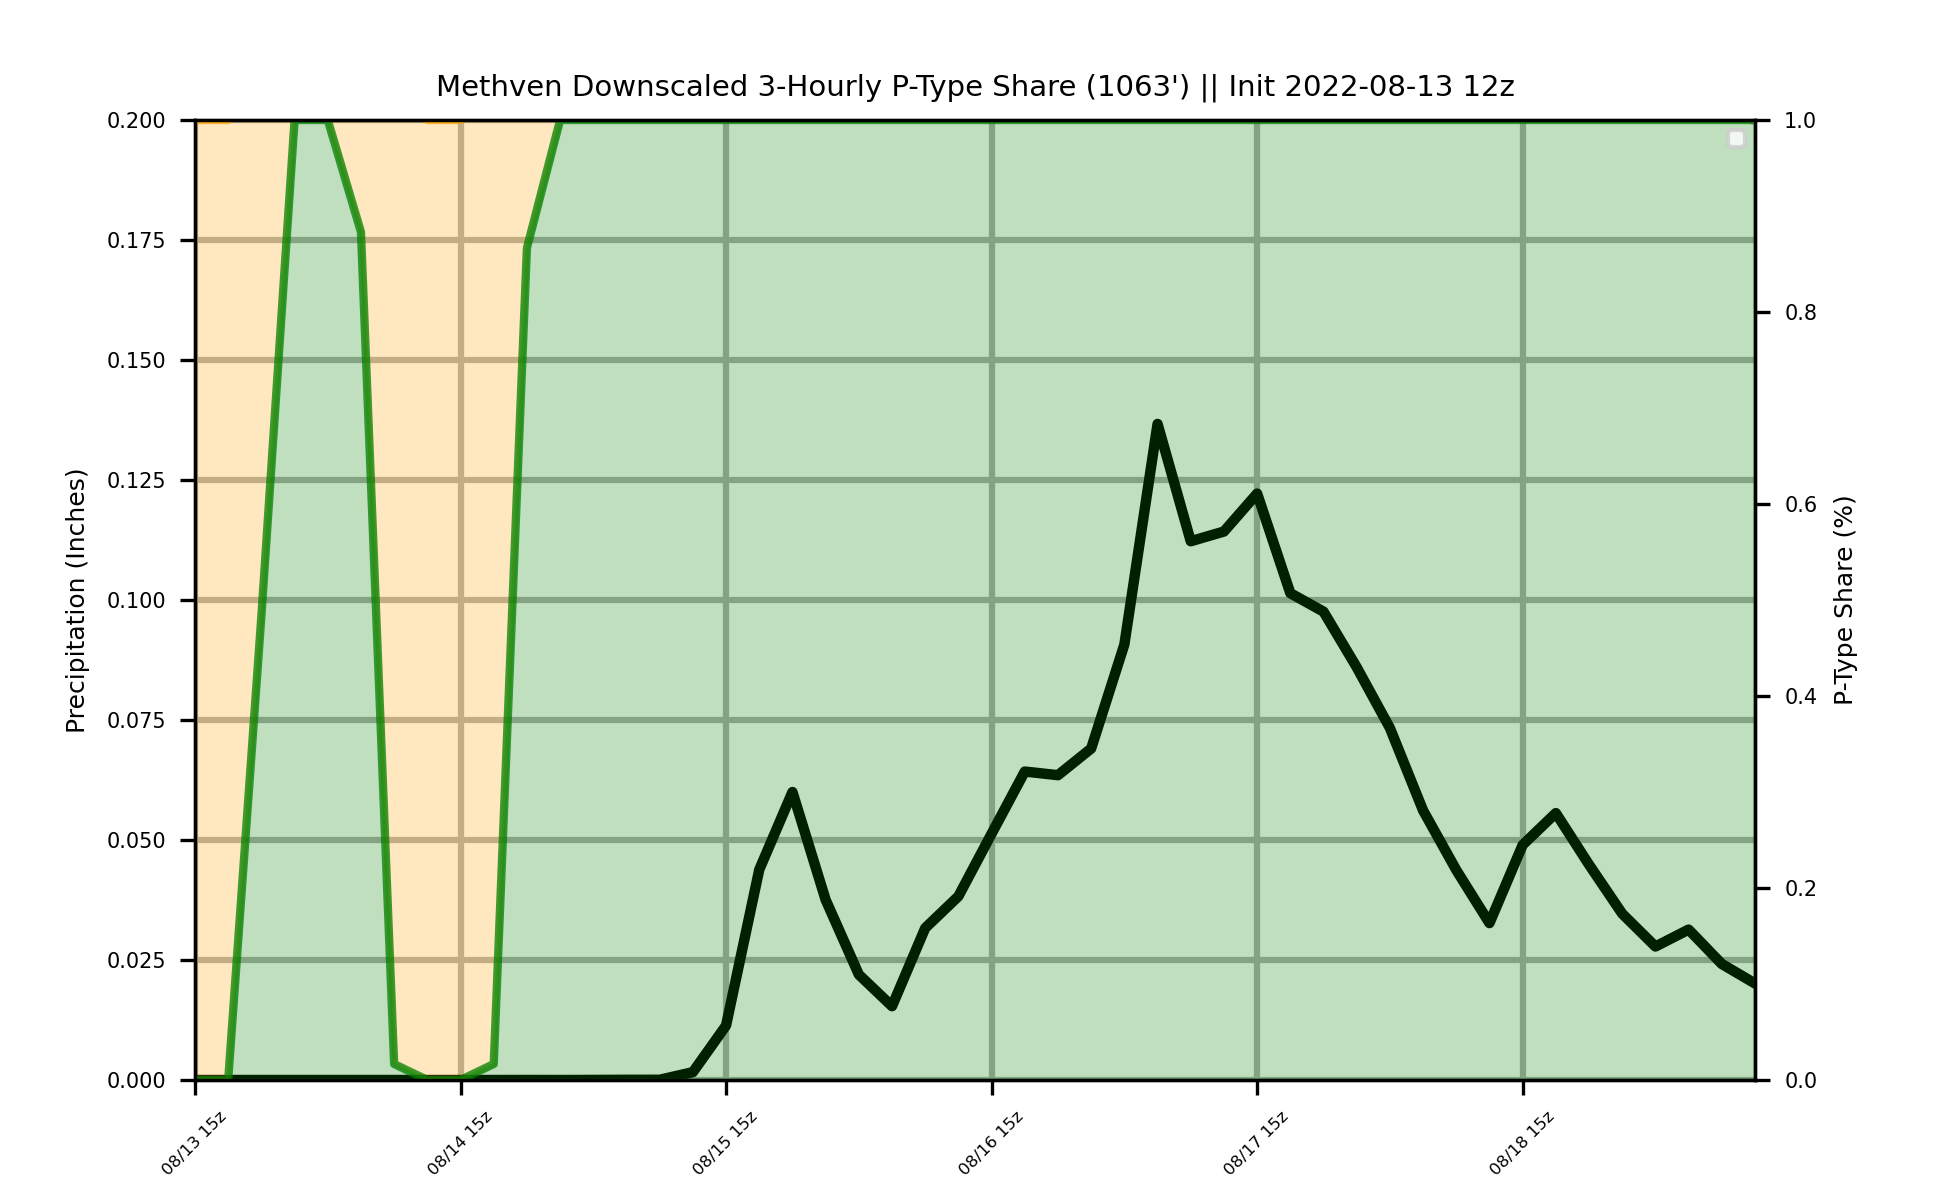 Methven Downscaled 3-Hourly P-Type Share (1063') || Init 2022-08-13 12z
0.200
0.175
0.150
0.125
0.100
0.075
0.050
0.025
0.000
Precipitation (Inches)
1.0
0.8
0.6
0.4
0.2
0.0
P-Type Share (%)
08/13 15z
08/14 15z
08/15 15z
08/16 15z
08/17 15z
08/18 15z